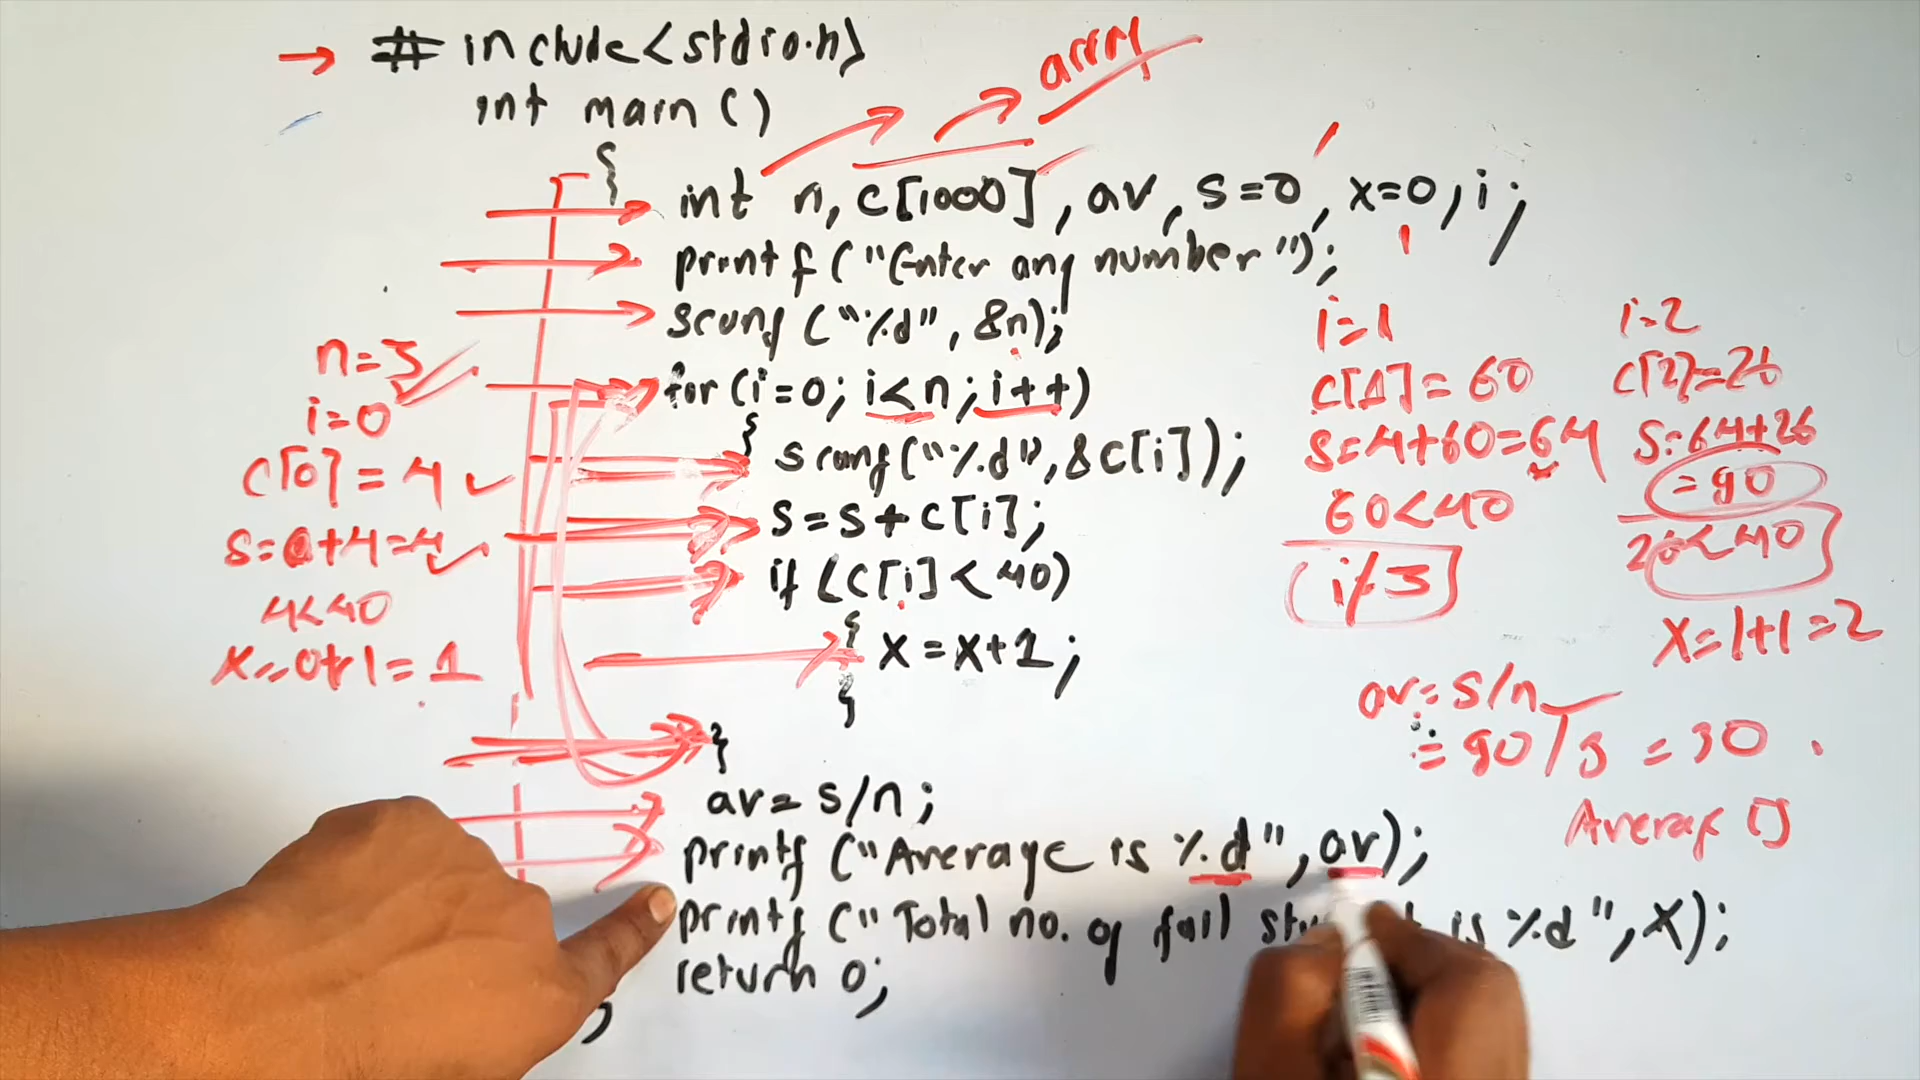 # include<stdio.h>
array
int main ()
{
int n, c[1000], av, s=0, x=0, i;
printf ("Enter any number");
scanf ("%d", &n);
for (i=0; i<n; i++)
{
scanf("%d",&c[i]);
s=s+c[i];
if (c[i]<40)
{
x=x+1;
}
}
av=s/n;
printf ("Average is %d", av);
printf ("Total no. of fail is %d", x);
return 0;
}
n=3
i=0
c[0]=4
s=0+4=4
4<40
x=0+1=1
i=1
c[1]=60
s=4+60=64
60<40
if
i=2
c[2]=26
s=64+26
=90
26<40
x=1+1=2
av=s/n
=90/3=30
Average